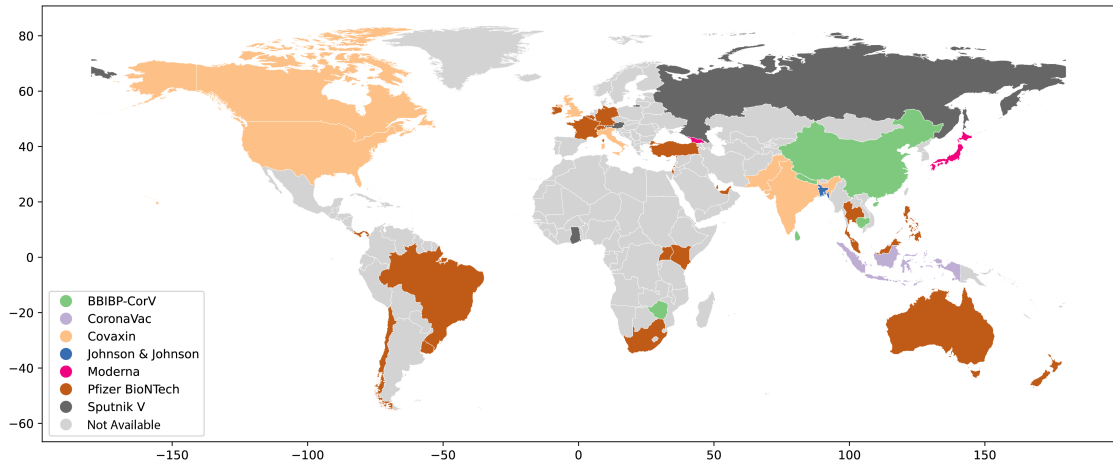 80
60
40
20
0
−20
−40
−60
BBIBP-CorV
CoronaVac
Covaxin
Johnson & Johnson
Moderna
Pfizer BioNTech
Sputnik V
Not Available
−150 −100 −50 0 50 100 150